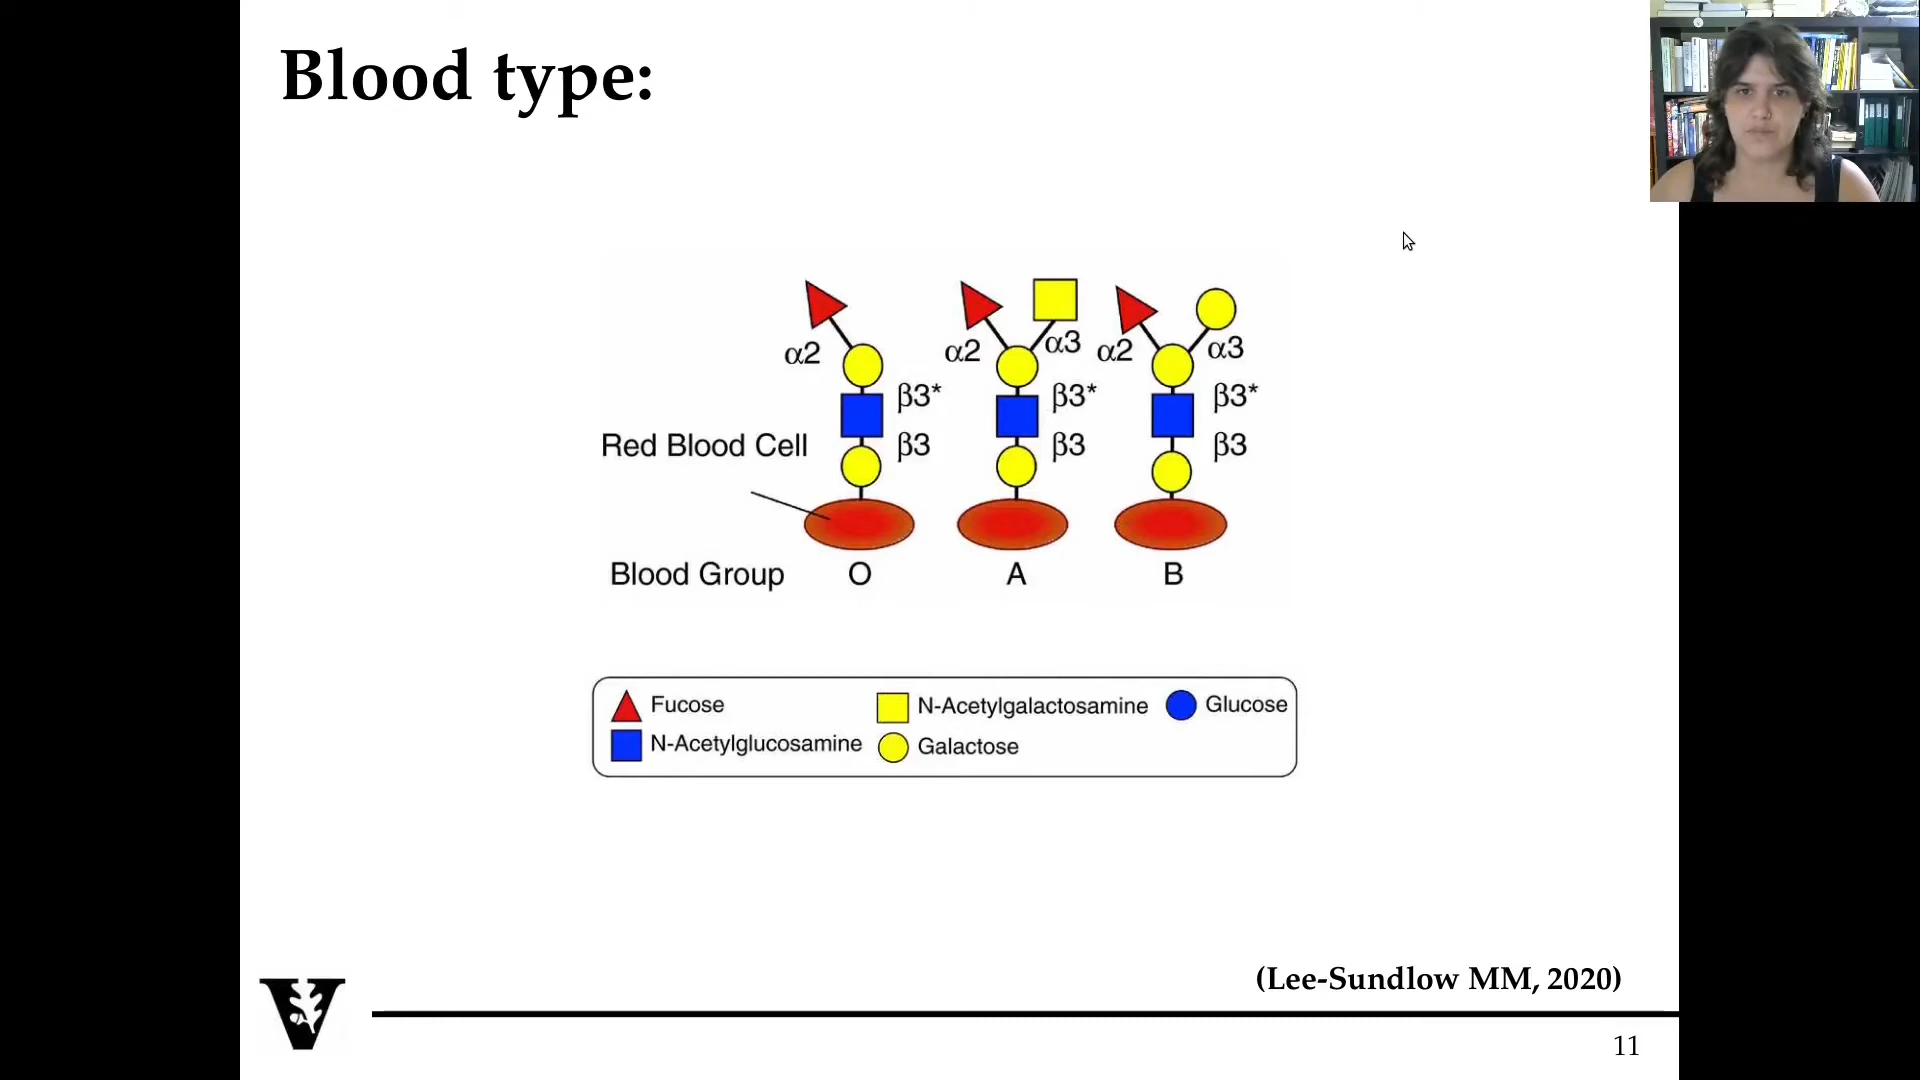 Blood type:
α2
α2
α3
α2
α3
β3*
β3*
β3*
Red Blood Cell
β3
β3
β3
Blood Group
O
A
B
Fucose
N-Acetylgalactosamine
Glucose
N-Acetylglucosamine
Galactose
(Lee-Sundlow MM, 2020)
V
11